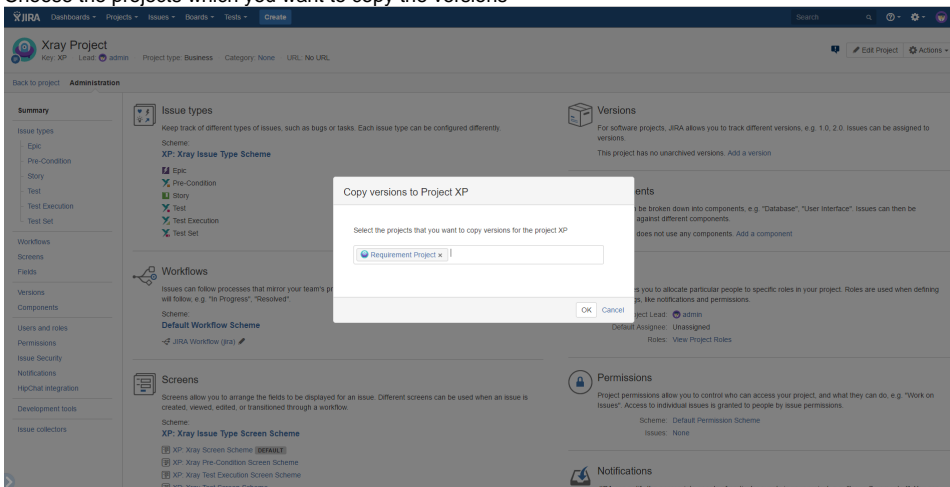 Choose the projects which you want to copy the versions
JIRA Dashboards Projects Issues Boards Tests Create Search
Xray Project
Key: XP Lead: admin Project type: Business Category: None URL: No URL
Edit Project Actions
Back to project Administration
Summary
Issue types
Epic
Pre-Condition
Story
Test
Test Execution
Test Set
Workflows
Screens
Fields
Versions
Components
Users and roles
Permissions
Issue Security
Notifications
HipChat integration
Development tools
Issue collectors
Issue types
Keep track of different types of issues, such as bugs or tasks. Each issue type can be configured differently.
Scheme:
XP: Xray Issue Type Scheme
Epic
Pre-Condition
Story
Test
Test Execution
Test Set
Workflows
Issues can follow processes that mirror your team's pr
will follow, e.g. "In Progress", "Resolved".
Scheme:
Default Workflow Scheme
JIRA Workflow (jira)
Screens
Screens allow you to arrange the fields to be displayed for an issue. Different screens can be used when an issue is
created, viewed, edited, or transitioned through a workflow.
Scheme:
XP: Xray Issue Type Screen Scheme
XP: Xray Screen Scheme DEFAULT
XP: Xray Pre-Condition Screen Scheme
XP: Xray Test Execution Screen Scheme
Copy versions to Project XP
Select the projects that you want to copy versions for the project XP
Requirement Project ×
OK Cancel
Versions
For software projects, JIRA allows you to track different versions, e.g. 1.0, 2.0. Issues can be assigned to
versions.
This project has no unarchived versions. Add a version
ents
be broken down into components, e.g. "Database", "User Interface". Issues can then be
against different components.
does not use any components. Add a component
s you to allocate particular people to specific roles in your project. Roles are used when defining
gs, like notifications and permissions.
ject Lead: admin
Default Assignee: Unassigned
Roles: View Project Roles
Permissions
Project permissions allow you to control who can access your project, and what they can do, e.g. "Work on
Issues". Access to individual issues is granted to people by issue permissions.
Scheme: Default Permission Scheme
Issues: None
Notifications